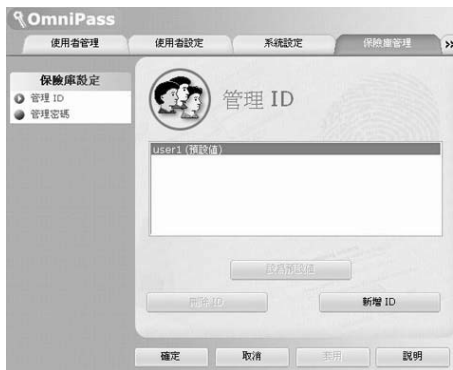 OmniPass
使用者管理
使用者設定
系統設定
保險庫管理
保險庫設定
管理 ID
管理密碼
管理 ID
user1 (預設值)
設為預設值
刪除 ID
新增 ID
確定
取消
套用
說明